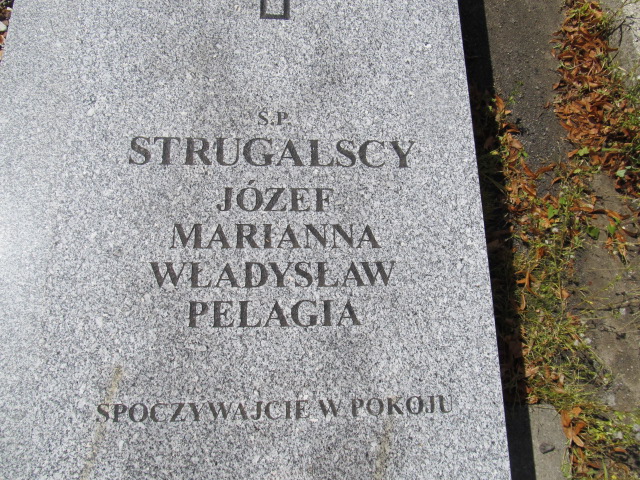 Ś.P.
STRUGALSCY
JÓZEF
MARIANNA
WŁADYSŁAW
PELAGIA
SPOCZYWAJCIE W POKOJU